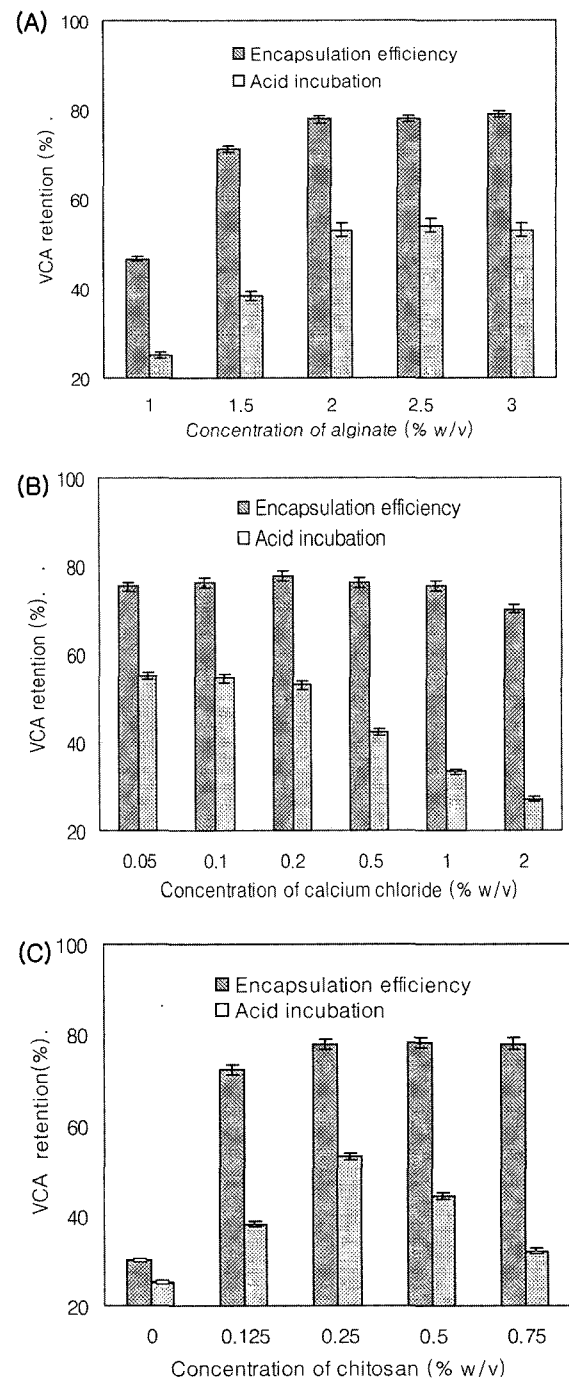 (A)
100
80
60
40
20
VCA retention (%) .
Encapsulation efficiency
Acid incubation
1 1.5 2 2.5 3
Concentration of alginate (% w/v)
(B)
100
80
60
40
20
VCA retention (%).
Encapsulation efficiency
Acid incubation
0.05 0.1 0.2 0.5 1 2
Concentration of calcium chloride (% w/v)
(C)
100
80
60
40
20
VCA retention(%).
Encapsulation efficiency
Acid incubation
0 0.125 0.25 0.5 0.75
Concentration of chitosan (% w/v)